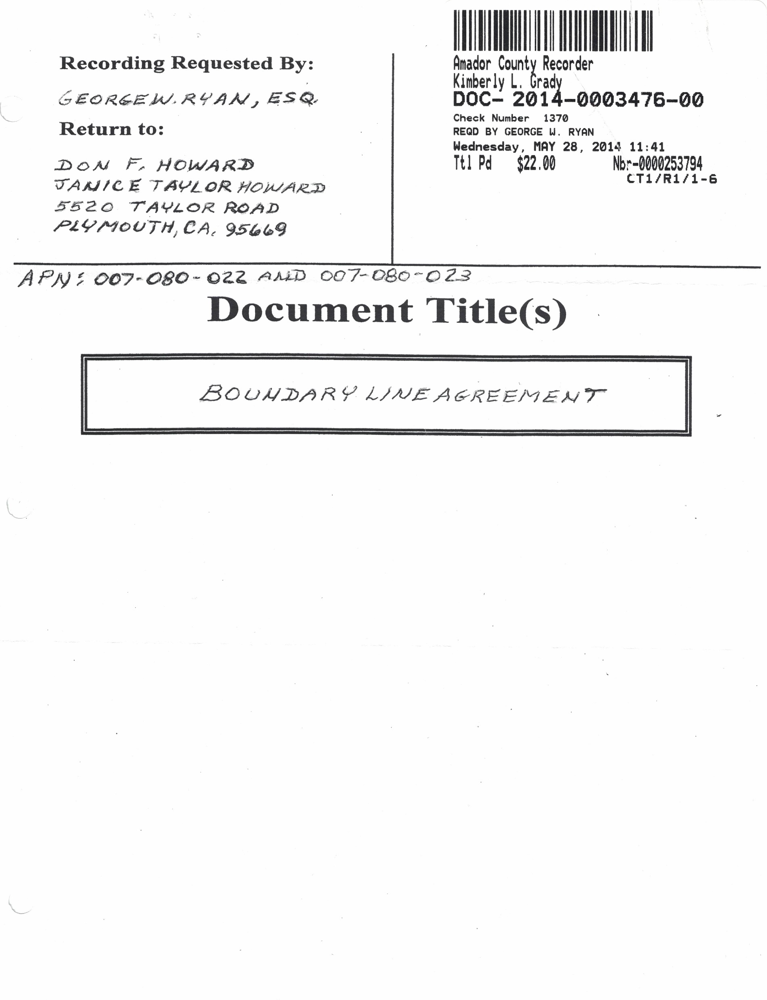 Recording Requested By:
GEORGE W. RYAN, ESQ.
Return to:
DON F. HOWARD
JANICE TAYLOR HOWARD
5520 TAYLOR ROAD
PLYMOUTH, CA. 95669
Amador County Recorder
Kimberly L. Grady
DOC- 2014-0003476-00
Check Number 1370
REQD BY GEORGE W. RYAN
Wednesday, MAY 28, 2014 11:41
Ttl Pd $22.00 Nbr-0000253794
CT1/R1/1-6
APN: 007-080-022 AND 007-080-023
Document Title(s)
BOUNDARY LINE AGREEMENT